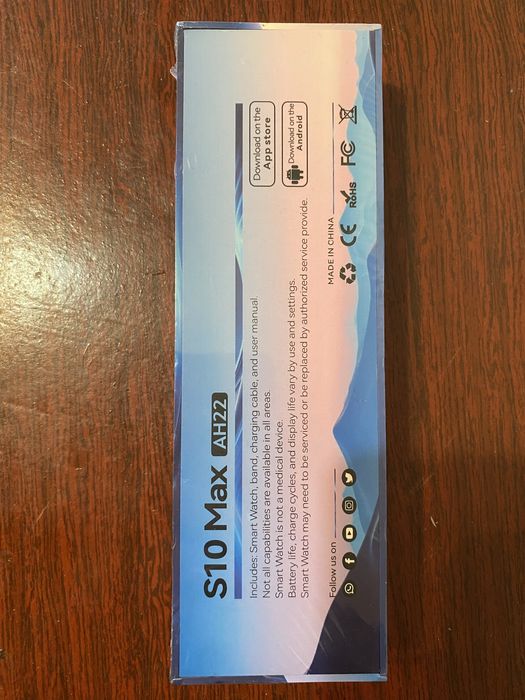 S10 Max AH22
Includes: Smart Watch, band, charging cable, and user manual
Not all capabilities are available in all areas.
Smart Watch is not a medical device.
Battery life, charge cycles, and display life vary by use and settings.
Smart Watch may need to be serviced or be replaced by authorized service provide.
Download on the
App store
Download on the
Android
Follow us on
MADE IN CHINA
CE
RoHS
FC